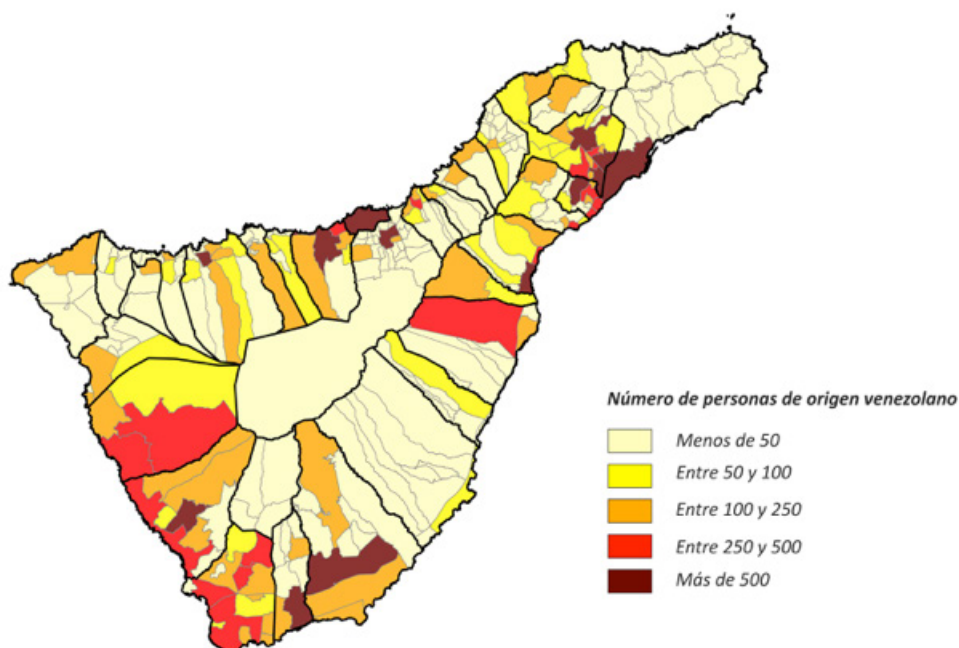 Número de personas de origen venezolano
Menos de 50
Entre 50 y 100
Entre 100 y 250
Entre 250 y 500
Más de 500